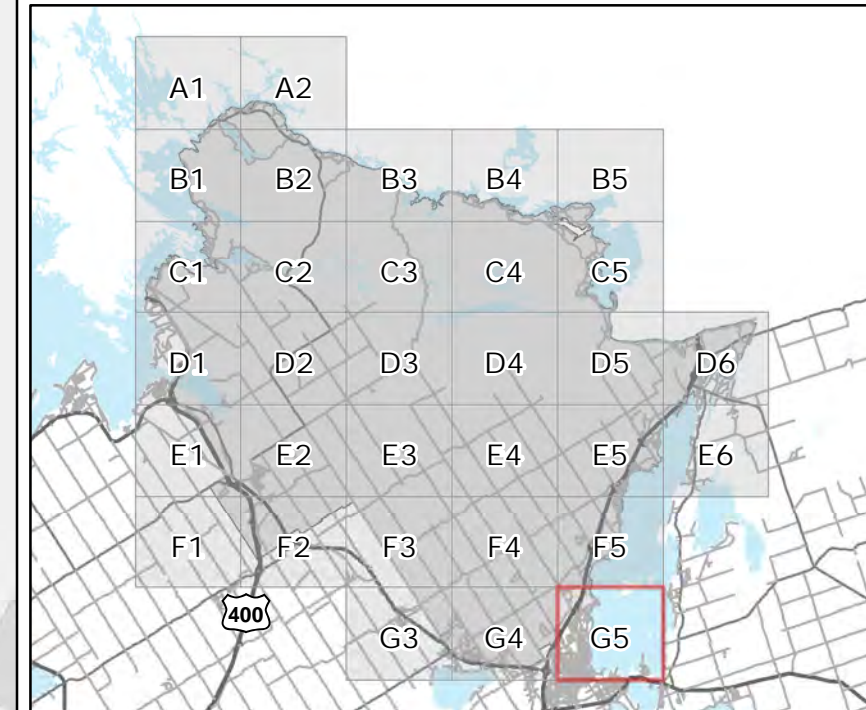 A1 A2
B1 B2 B3 B4 B5
C1 C2 C3 C4 C5
D1 D2 D3 D4 D5 D6
E1 E2 E3 E4 E5 E6
F1 F2 F3 F4 F5
400
G3 G4 G5